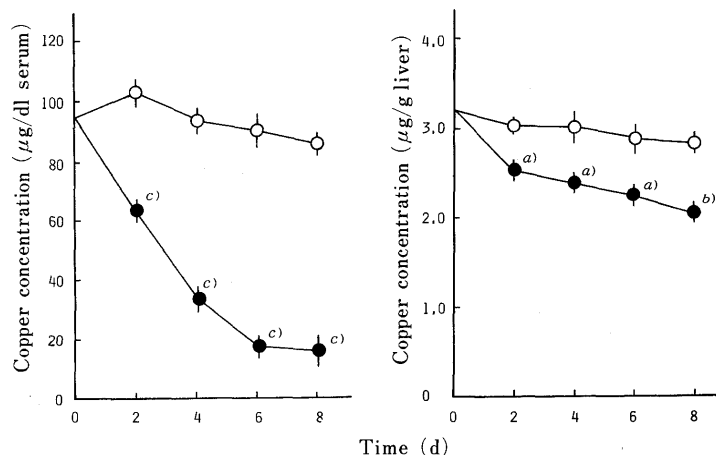 Copper concentration (μg/dl serum)
120
100
80
60
40
20
0
c)
c)
c)
c)
0 2 4 6 8
Copper concentration (μg/g liver)
4.0
3.0
2.0
1.0
0
a)
a)
a)
b)
0 2 4 6 8
Time (d)